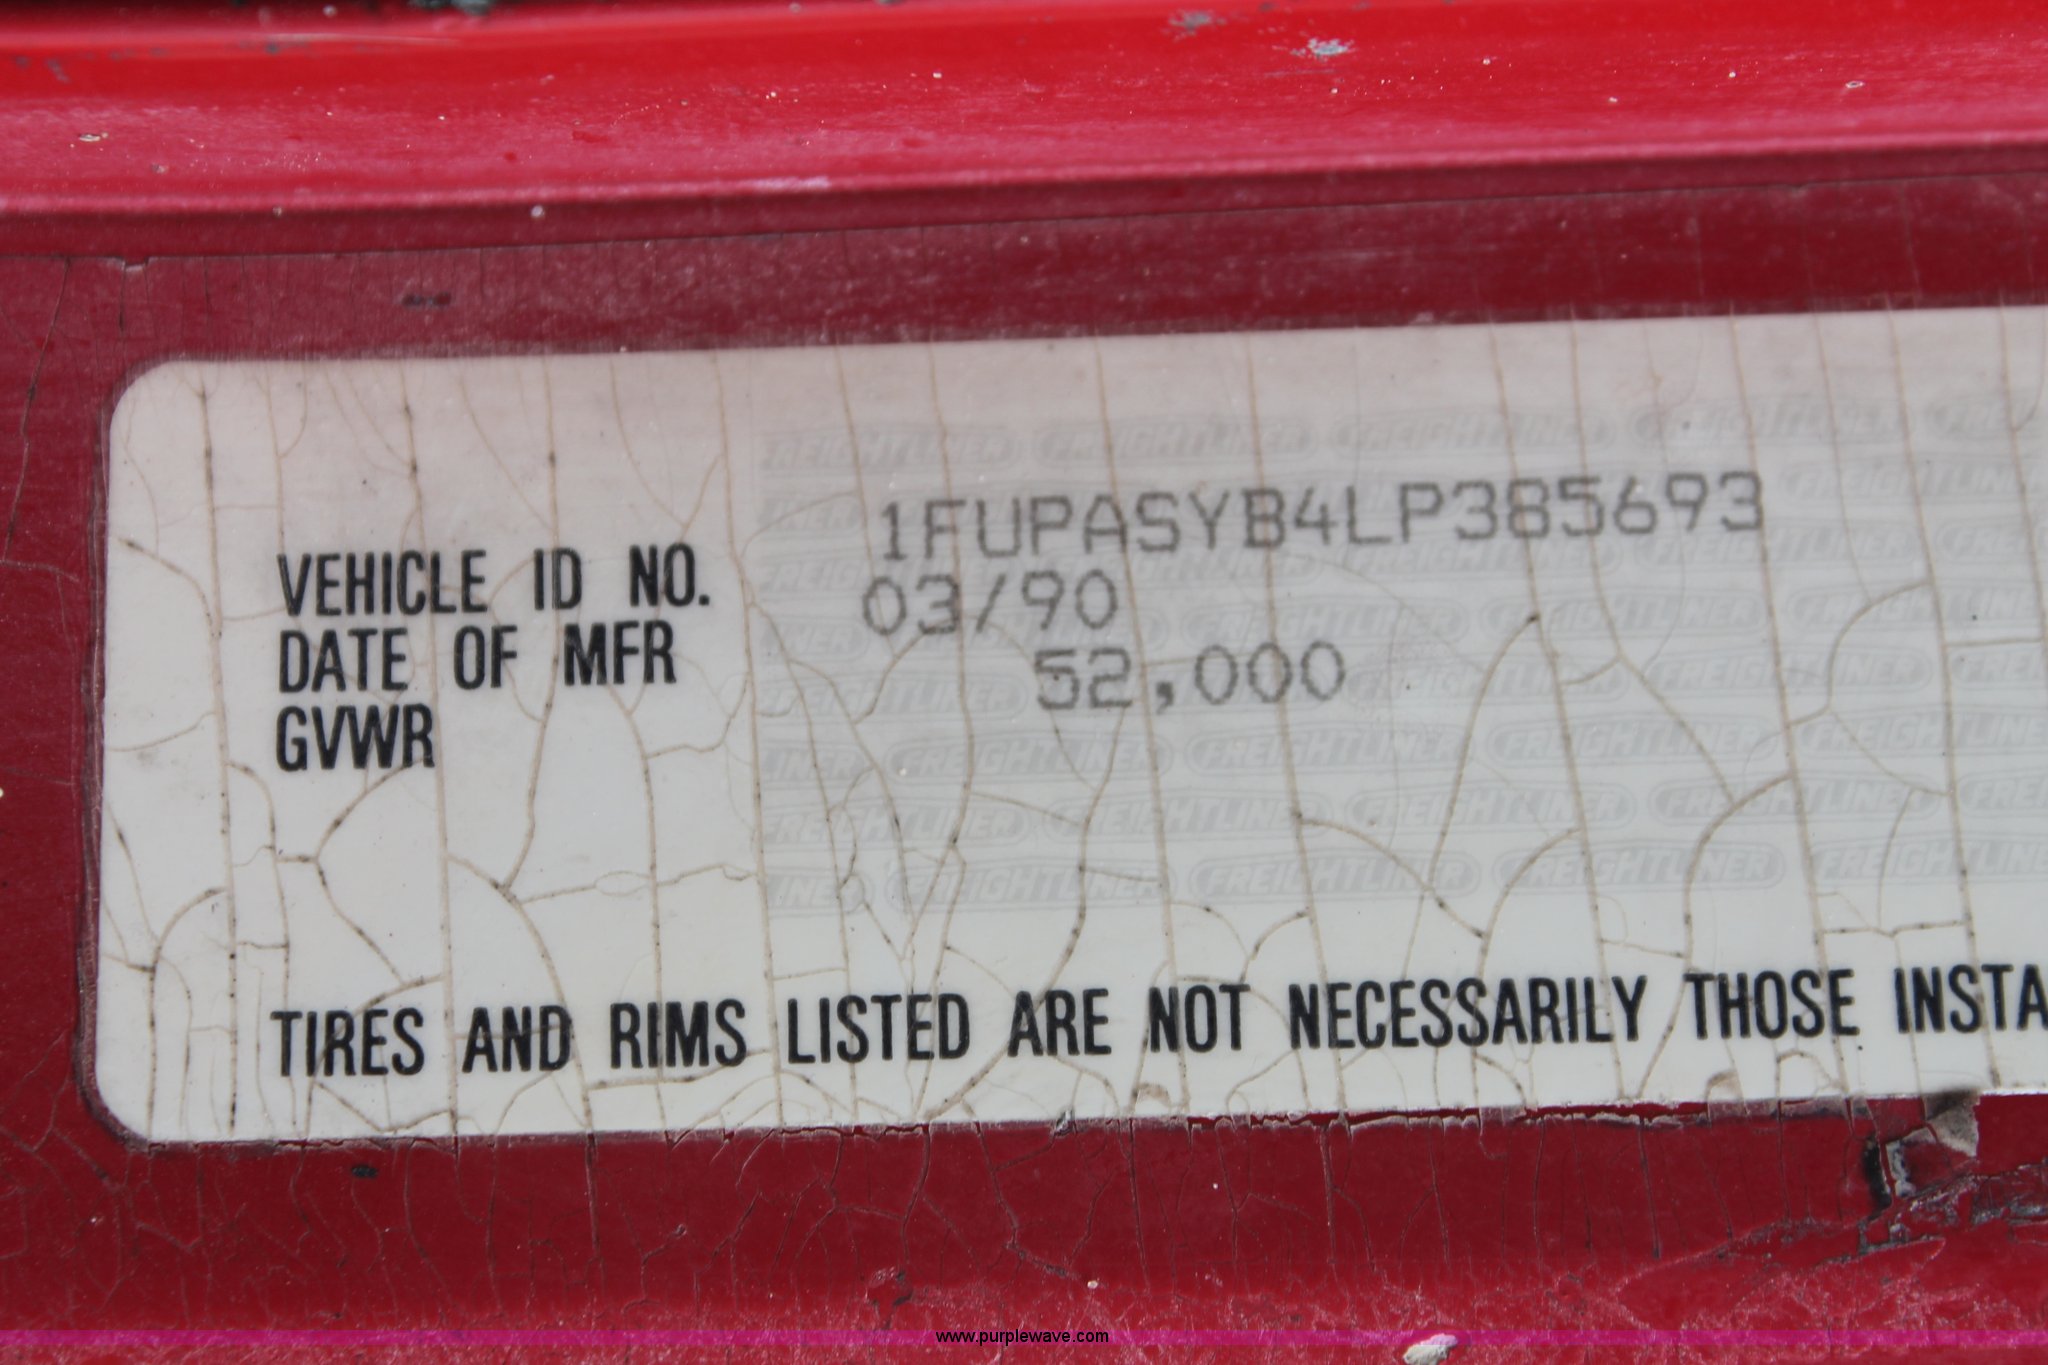 VEHICLE ID NO. 1FUPASYB4LP385693
DATE OF MFR 03/90
GVWR 52,000
TIRES AND RIMS LISTED ARE NOT NECESSARILY THOSE INSTA
www.purplewave.com